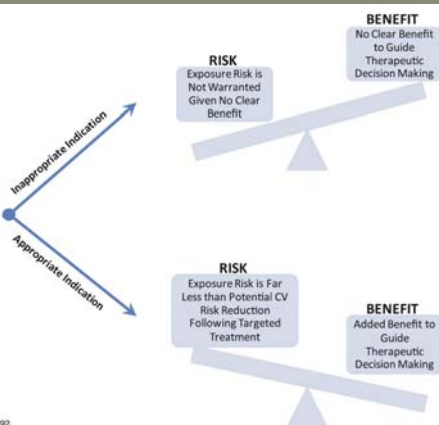 BENEFIT
No Clear Benefit
to Guide
Therapeutic
Decision Making
RISK
Exposure Risk is
Not Warranted
Given No Clear
Benefit
Inappropriate Indication
Appropriate Indication
RISK
Exposure Risk is Far
Less than Potential CV
Risk Reduction
Following Targeted
Treatment
BENEFIT
Added Benefit to
Guide
Therapeutic
Decision Making
92